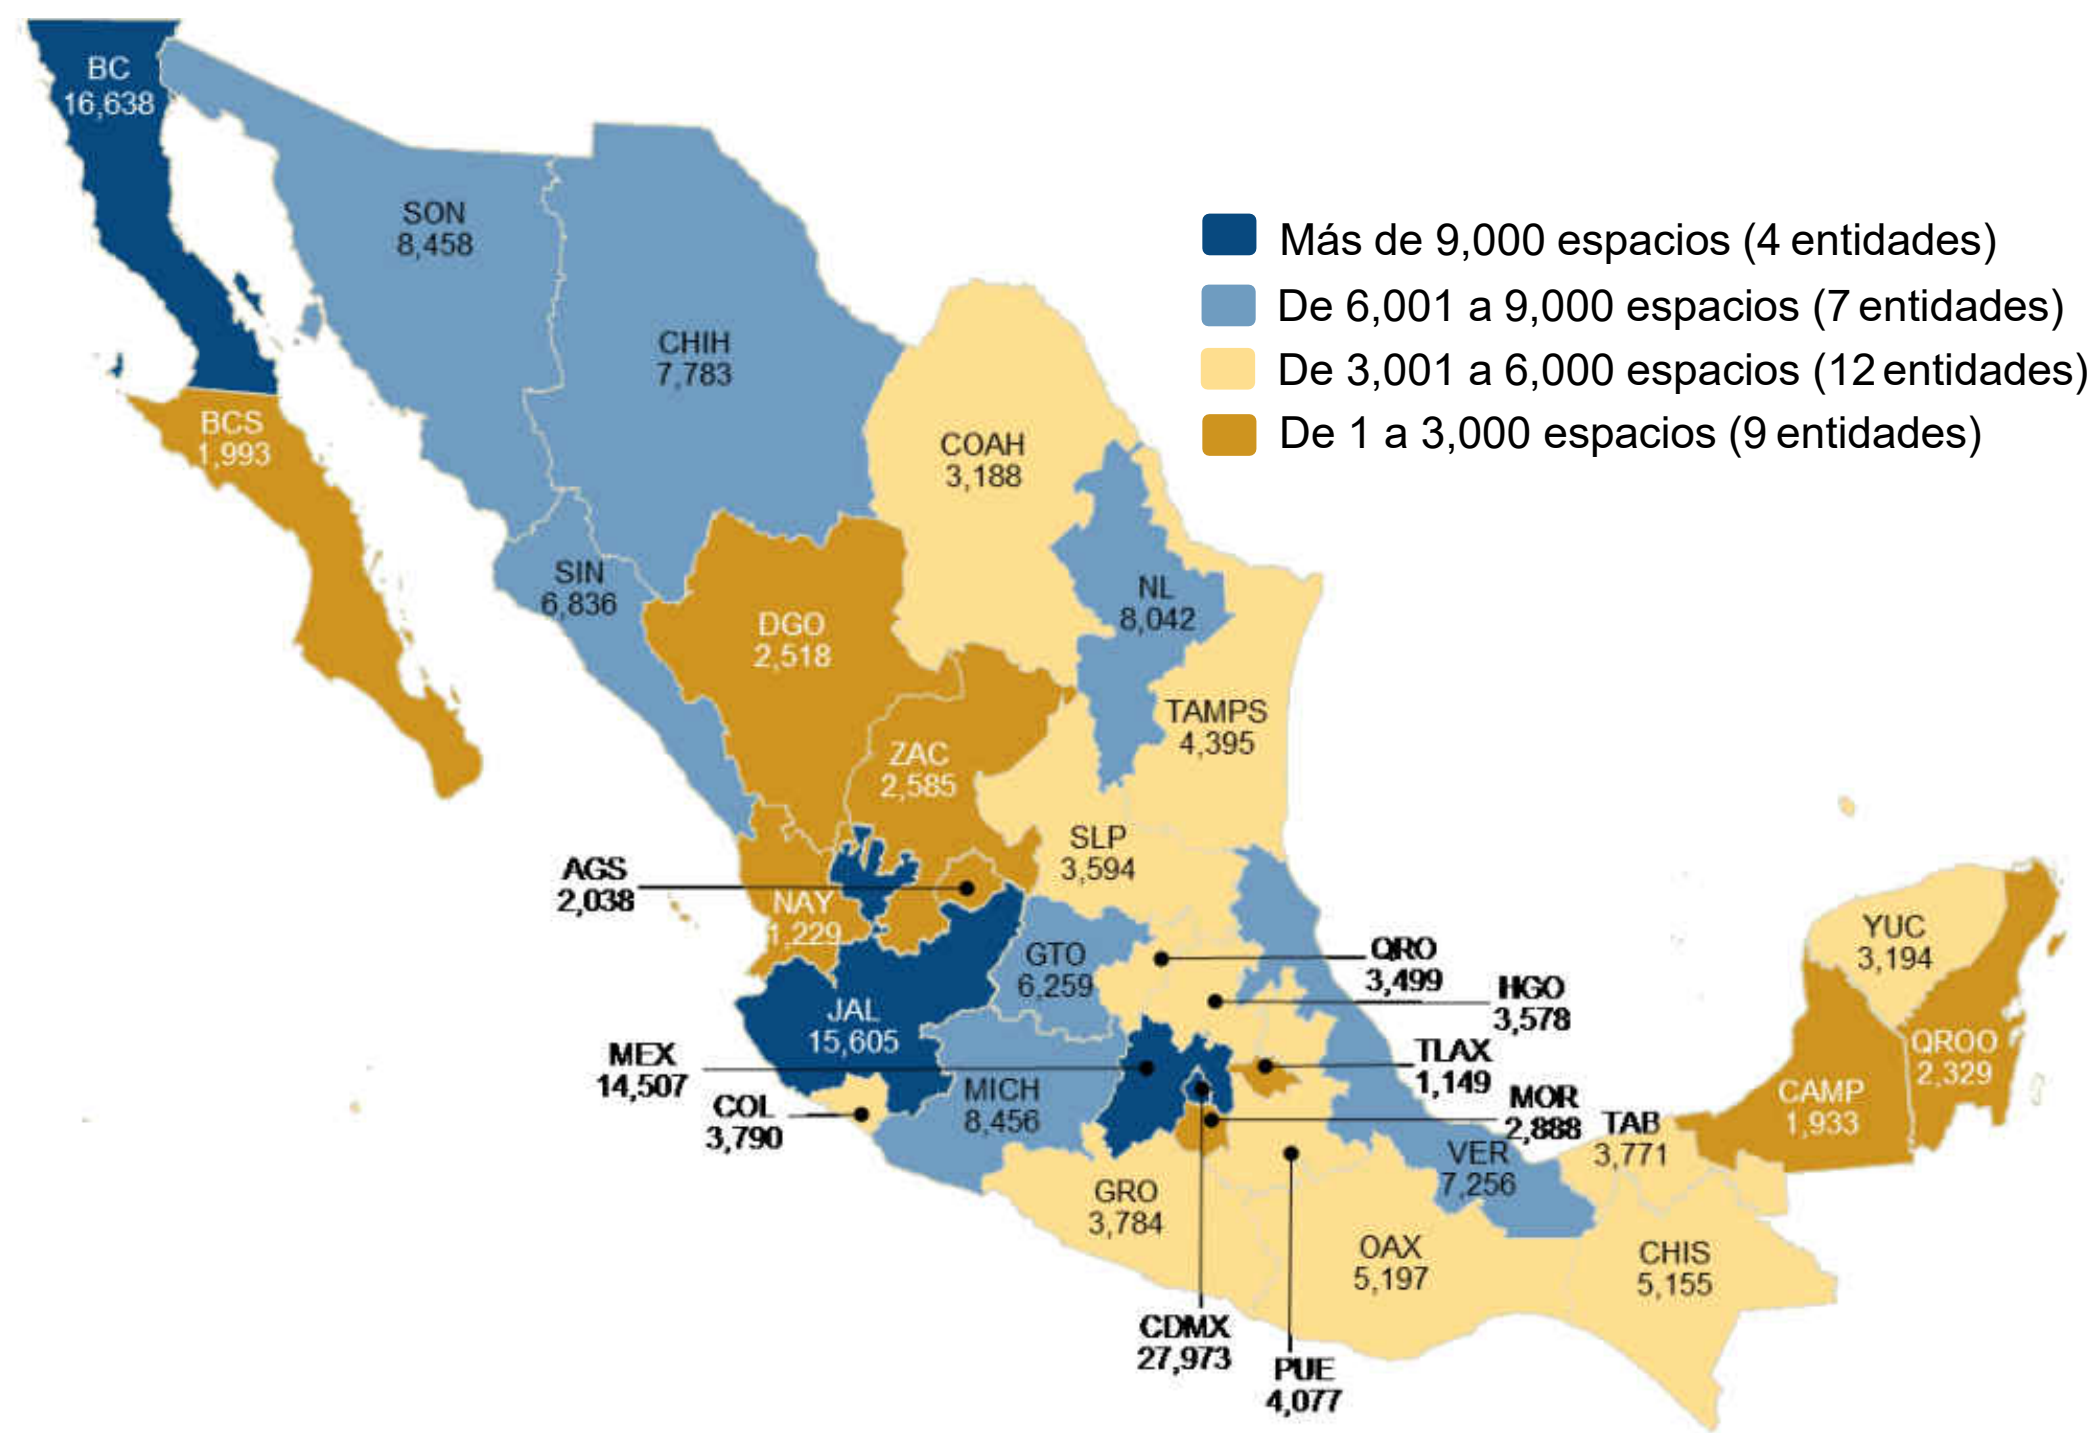 BC
16,638
SON
8,458
CHIH
7,783
Más de 9,000 espacios (4 entidades)
De 6,001 a 9,000 espacios (7 entidades)
De 3,001 a 6,000 espacios (12 entidades)
De 1 a 3,000 espacios (9 entidades)
BCS
1,993
COAH
3,188
SIN
6,836
NL
8,042
DGO
2,518
TAMPS
4,395
ZAC
2,585
SLP
3,594
AGS
2,038
NAY
1,229
GTO
6,259
QRO
3,499
HGO
3,578
YUC
3,194
JAL
15,605
MEX
14,507
COL
3,790
MICH
8,456
TLAX
1,149
MOR
2,888
TAB
3,771
CAMP
1,933
QROO
2,329
VER
7,256
GRO
3,784
OAX
5,197
CHIS
5,155
CDMX
27,973
PUE
4,077